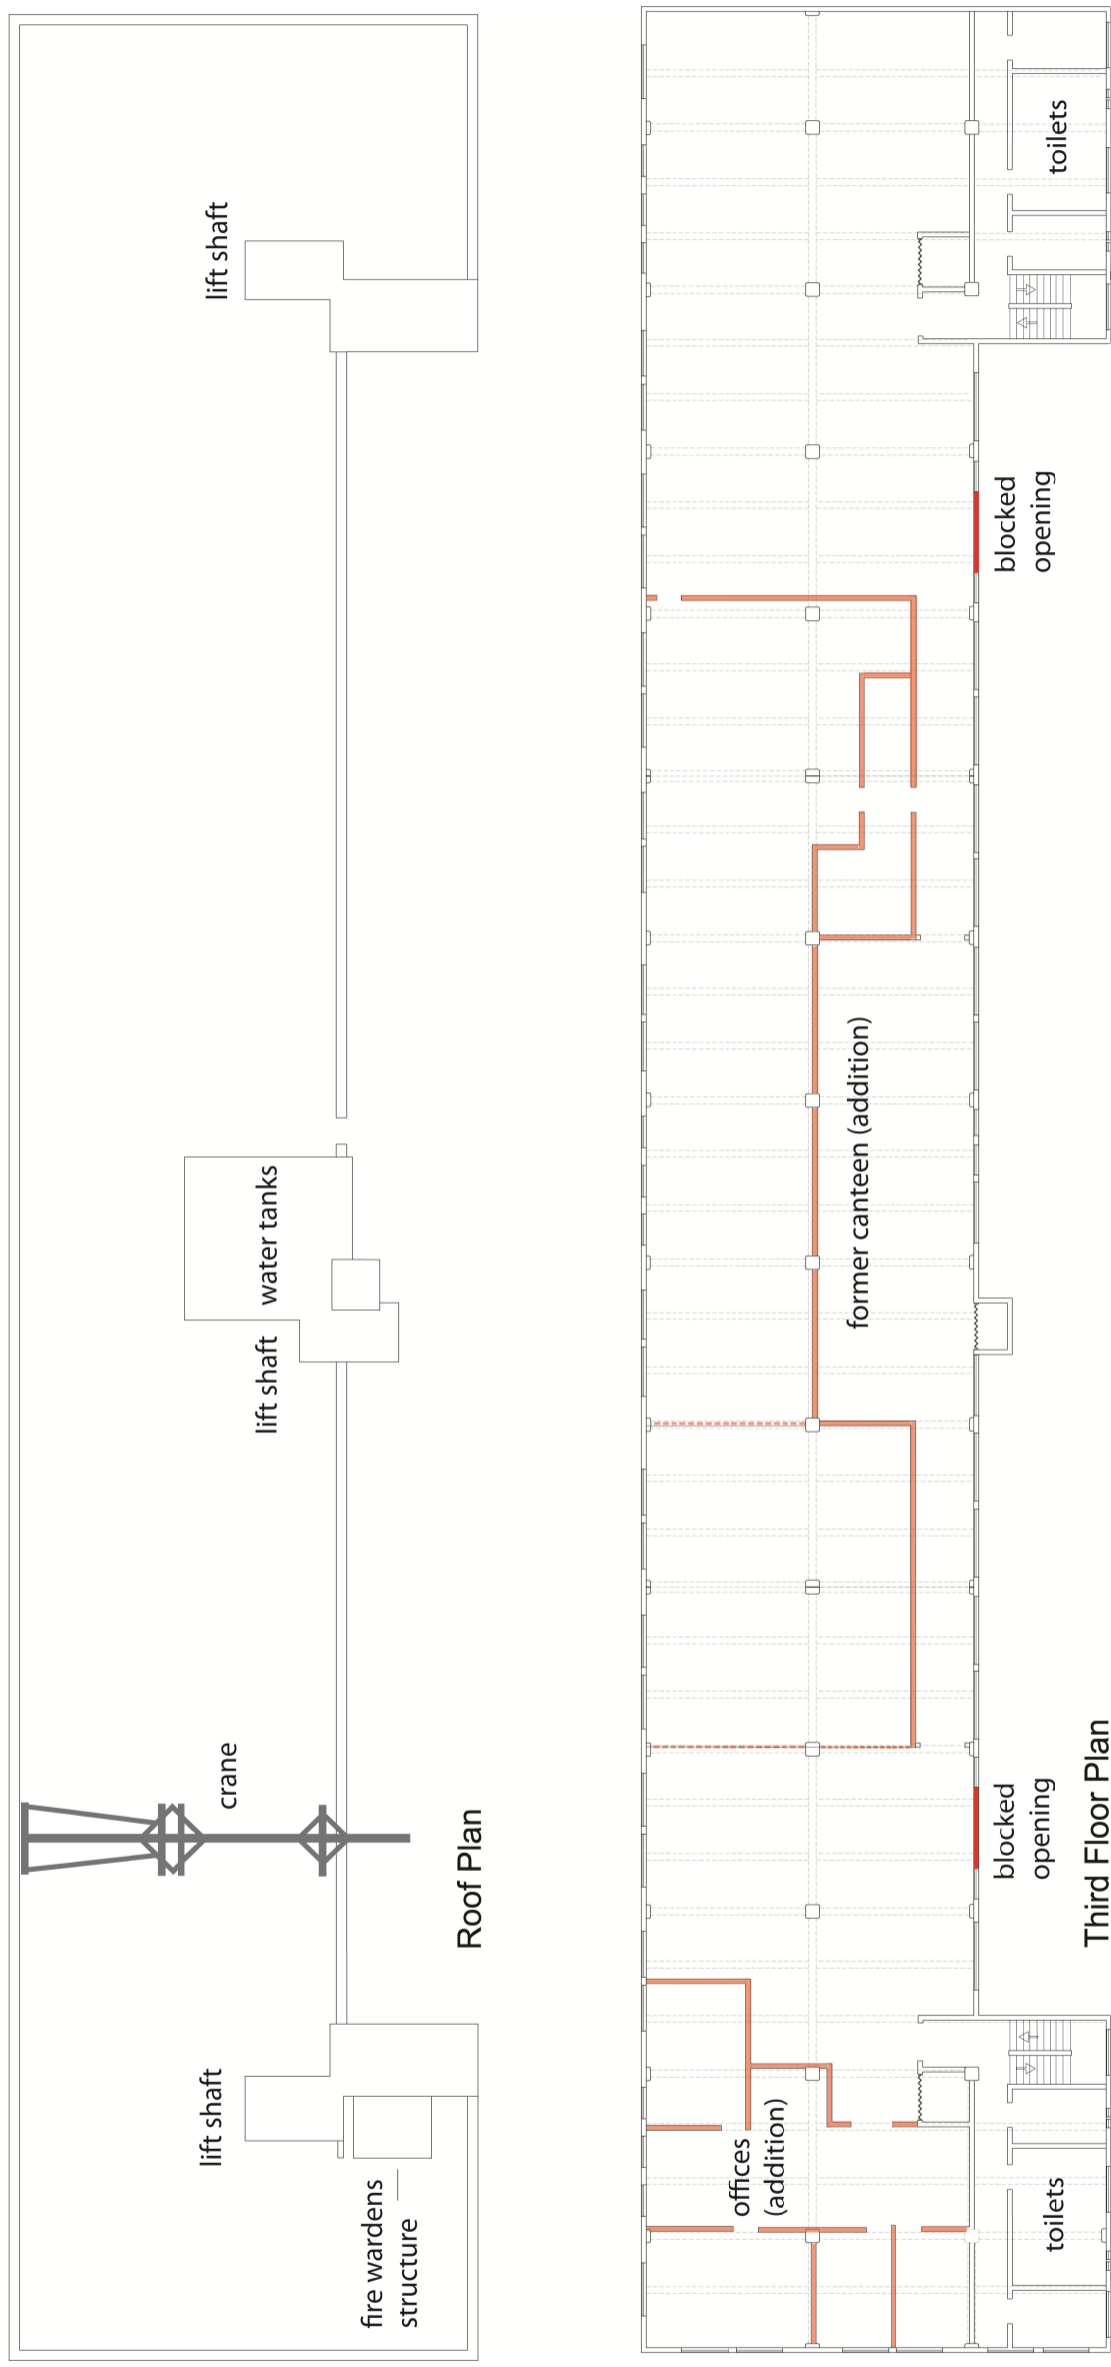 lift shaft
fire wardens
structure
crane
lift shaft
water tanks
lift shaft
Roof Plan
offices
(addition)
toilets
blocked
opening
former canteen (addition)
blocked
opening
toilets
Third Floor Plan